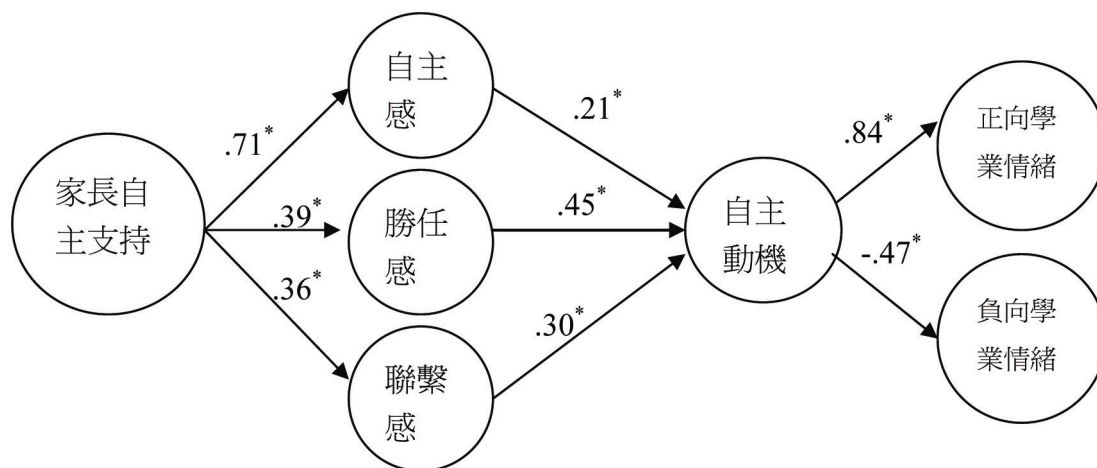 家長自
主支持
.71*
.39*
.36*
自主
感
勝任
感
聯繫
感
.21*
.45*
.30*
自主
動機
.84*
-.47*
正向學
業情緒
負向學
業情緒